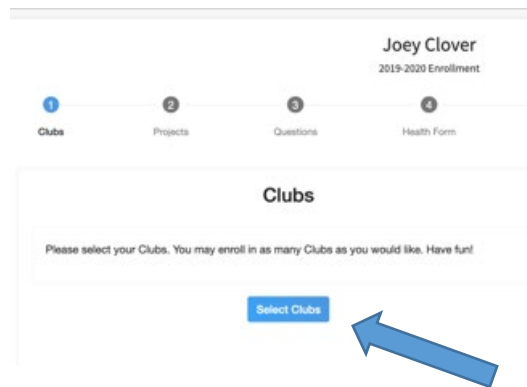 Joey Clover
2019-2020 Enrollment
1
2
3
4
Clubs
Projects
Questions
Health Form
Clubs
Please select your Clubs. You may enroll in as many Clubs as you would like. Have fun!
Select Clubs